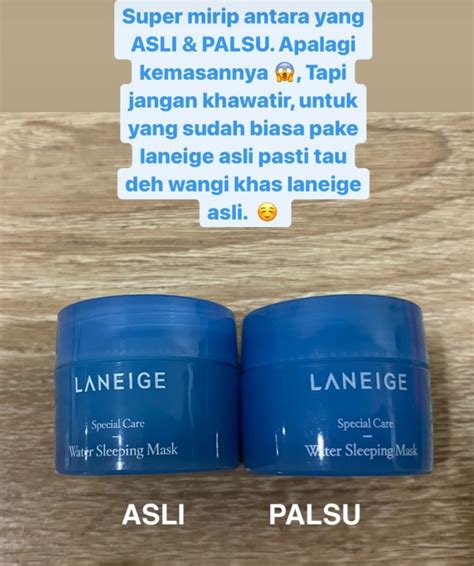 Super mirip antara yang
ASLI & PALSU. Apalagi
kemasannya 😱, Tapi
jangan khawatir, untuk
yang sudah biasa pake
laneige asli pasti tau
deh wangi khas laneige
asli. ☺️
LANEIGE
Special Care
Water Sleeping Mask
LANEIGE
Special Care
Water Sleeping Mask
ASLI
PALSU